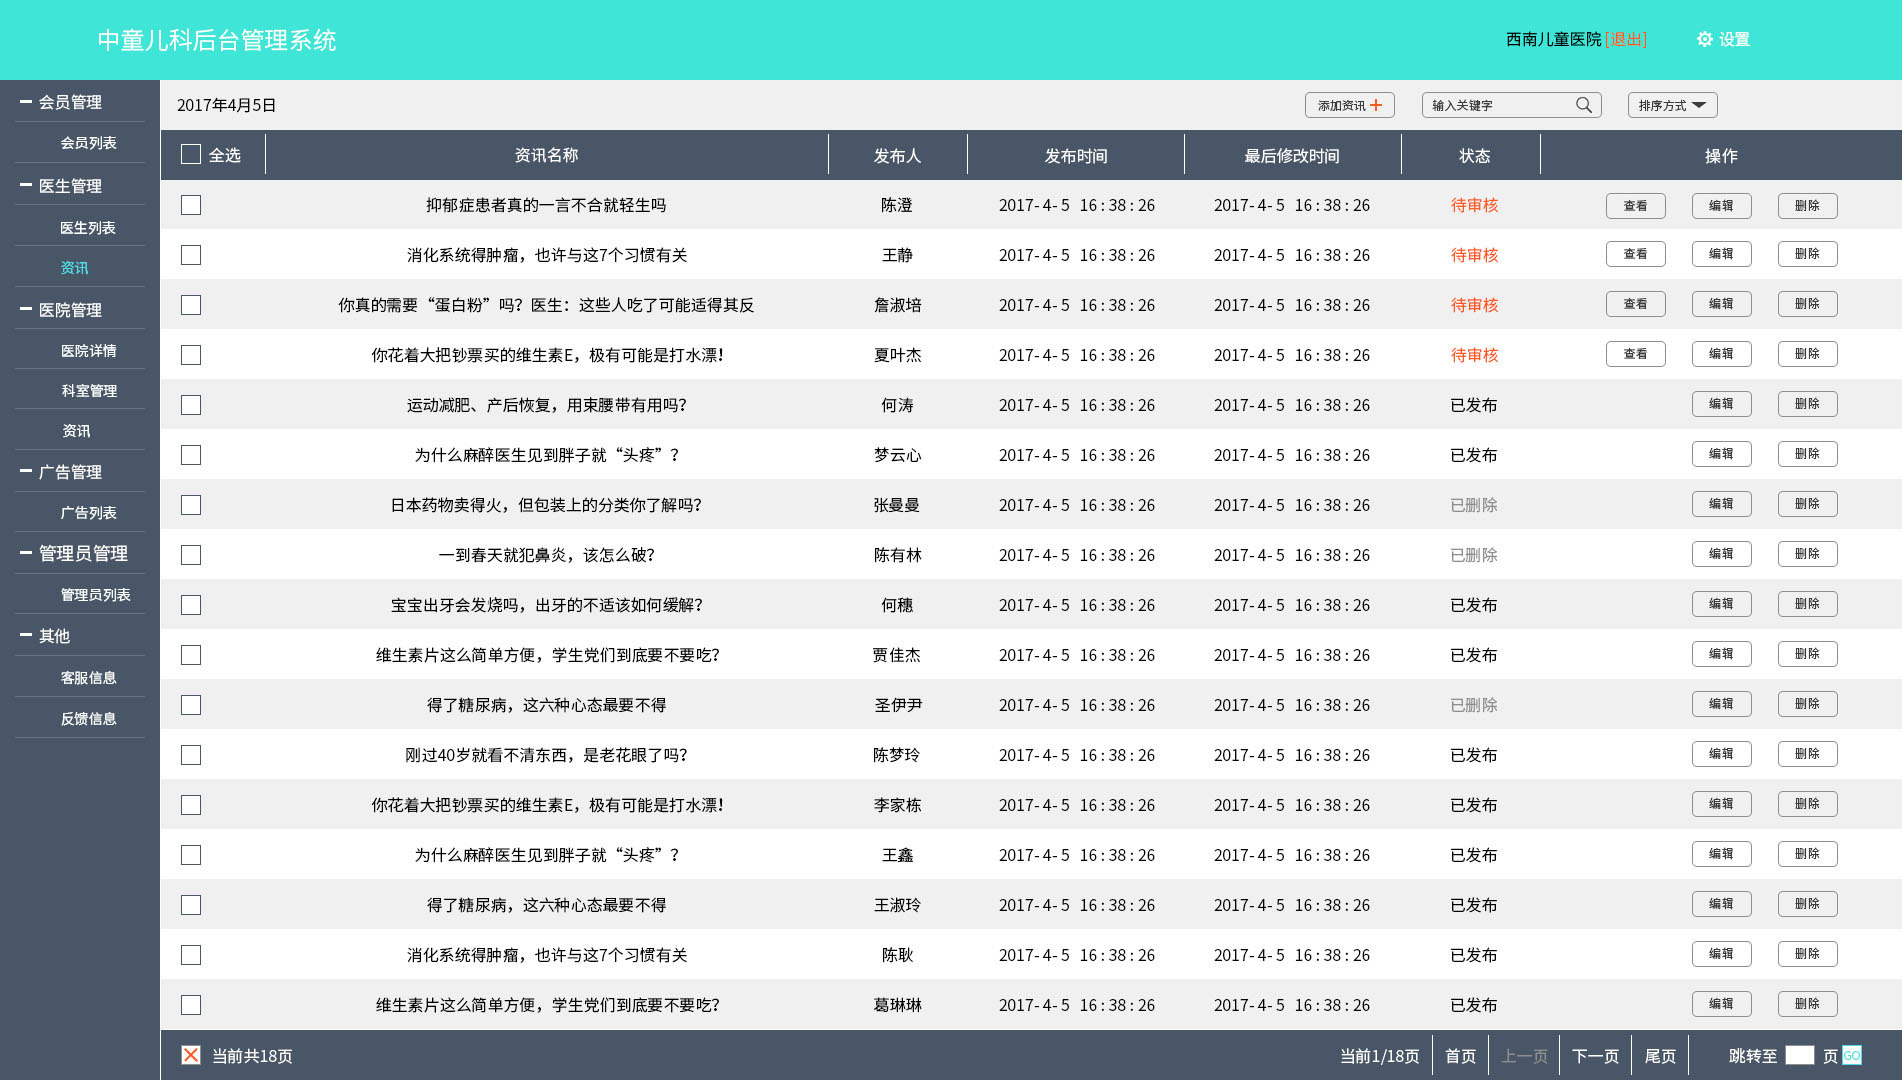 中童儿科后台管理系统
西南儿童医院 [退出] 设置
会员管理
会员列表
医生管理
医生列表
资讯
医院管理
医院详情
科室管理
资讯
广告管理
广告列表
管理员管理
管理员列表
其他
客服信息
反馈信息
2017年4月5日 添加资讯 输入关键字 排序方式
全选 资讯名称 发布人 发布时间 最后修改时间 状态 操作
抑郁症患者真的一言不合就轻生吗 陈澄 2017-4-5 16:38:26 2017-4-5 16:38:26 待审核 查看 编辑 删除
消化系统得肿瘤，也许与这7个习惯有关 王静 2017-4-5 16:38:26 2017-4-5 16:38:26 待审核 查看 编辑 删除
你真的需要“蛋白粉”吗？医生：这些人吃了可能适得其反 詹淑培 2017-4-5 16:38:26 2017-4-5 16:38:26 待审核 查看 编辑 删除
你花着大把钞票买的维生素E，极有可能是打水漂！ 夏叶杰 2017-4-5 16:38:26 2017-4-5 16:38:26 待审核 查看 编辑 删除
运动减肥、产后恢复，用束腰带有用吗？ 何涛 2017-4-5 16:38:26 2017-4-5 16:38:26 已发布 编辑 删除
为什么麻醉医生见到胖子就“头疼”？ 梦云心 2017-4-5 16:38:26 2017-4-5 16:38:26 已发布 编辑 删除
日本药物卖得火，但包装上的分类你了解吗？ 张曼曼 2017-4-5 16:38:26 2017-4-5 16:38:26 已删除 编辑 删除
一到春天就犯鼻炎，该怎么破？ 陈有林 2017-4-5 16:38:26 2017-4-5 16:38:26 已删除 编辑 删除
宝宝出牙会发烧吗，出牙的不适该如何缓解？ 何穗 2017-4-5 16:38:26 2017-4-5 16:38:26 已发布 编辑 删除
维生素片这么简单方便，学生党们到底要不要吃？ 贾佳杰 2017-4-5 16:38:26 2017-4-5 16:38:26 已发布 编辑 删除
得了糖尿病，这六种心态最要不得 圣伊尹 2017-4-5 16:38:26 2017-4-5 16:38:26 已删除 编辑 删除
刚过40岁就看不清东西，是老花眼了吗？ 陈梦玲 2017-4-5 16:38:26 2017-4-5 16:38:26 已发布 编辑 删除
你花着大把钞票买的维生素E，极有可能是打水漂！ 李家栋 2017-4-5 16:38:26 2017-4-5 16:38:26 已发布 编辑 删除
为什么麻醉医生见到胖子就“头疼”？ 王鑫 2017-4-5 16:38:26 2017-4-5 16:38:26 已发布 编辑 删除
得了糖尿病，这六种心态最要不得 王淑玲 2017-4-5 16:38:26 2017-4-5 16:38:26 已发布 编辑 删除
消化系统得肿瘤，也许与这7个习惯有关 陈耿 2017-4-5 16:38:26 2017-4-5 16:38:26 已发布 编辑 删除
维生素片这么简单方便，学生党们到底要不要吃？ 葛琳琳 2017-4-5 16:38:26 2017-4-5 16:38:26 已发布 编辑 删除
当前共18页 当前1/18页 首页 上一页 下一页 尾页 跳转至 页 GO